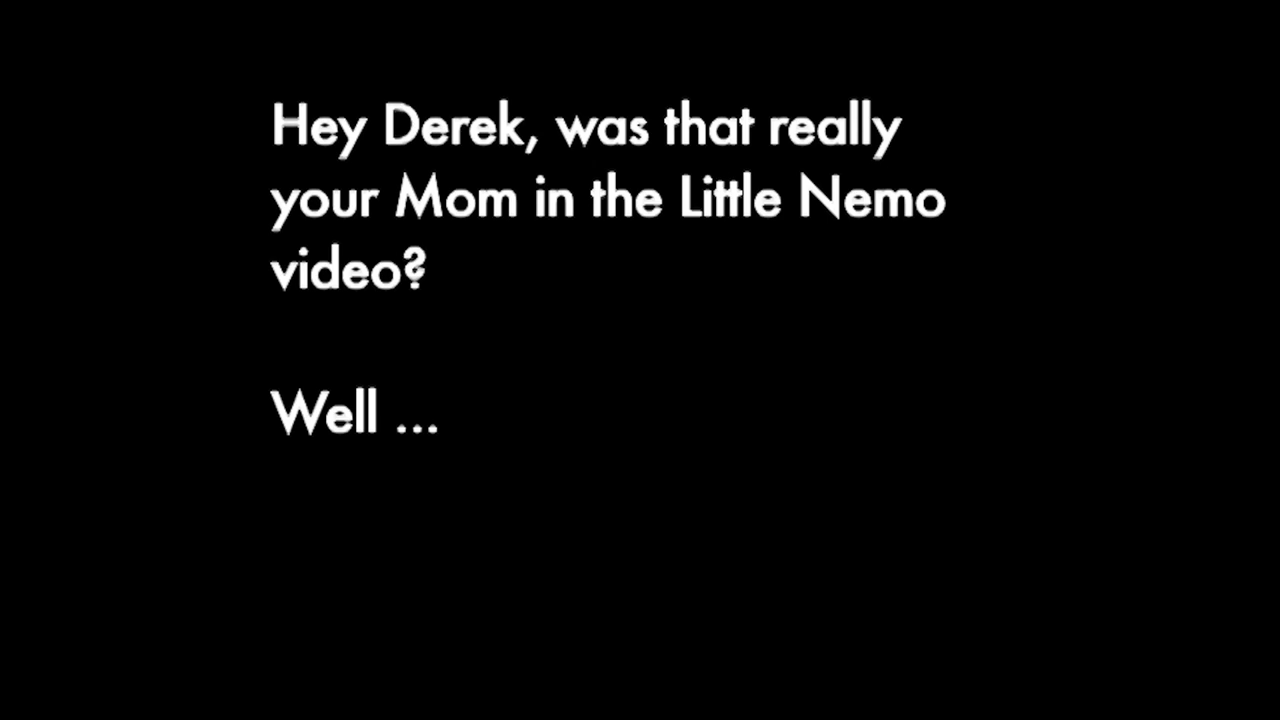 Hey Derek, was that really
your Mom in the Little Nemo
video?
Well ...